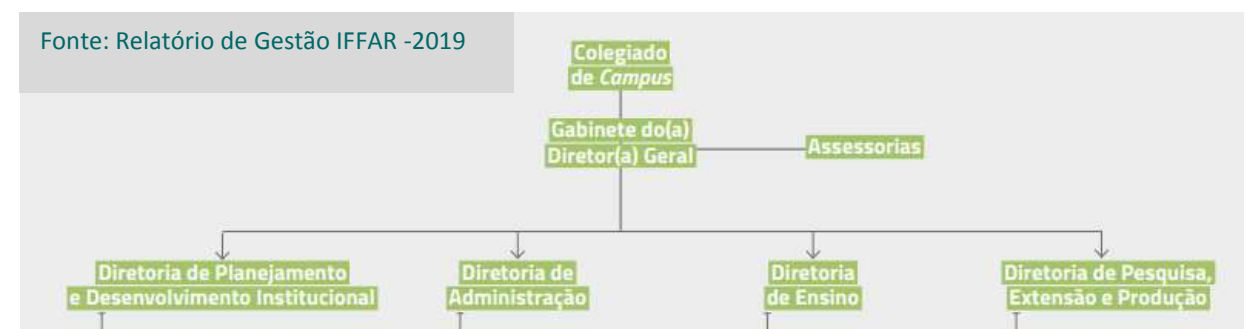 Fonte: Relatório de Gestão IFFAR -2019
Colegiado
de Campus
Gabinete do(a)
Diretor(a) Geral
Assessorias
Diretoria de Planejamento
e Desenvolvimento Institucional
Diretoria de
Administração
Diretoria
de Ensino
Diretoria de Pesquisa,
Extensão e Produção